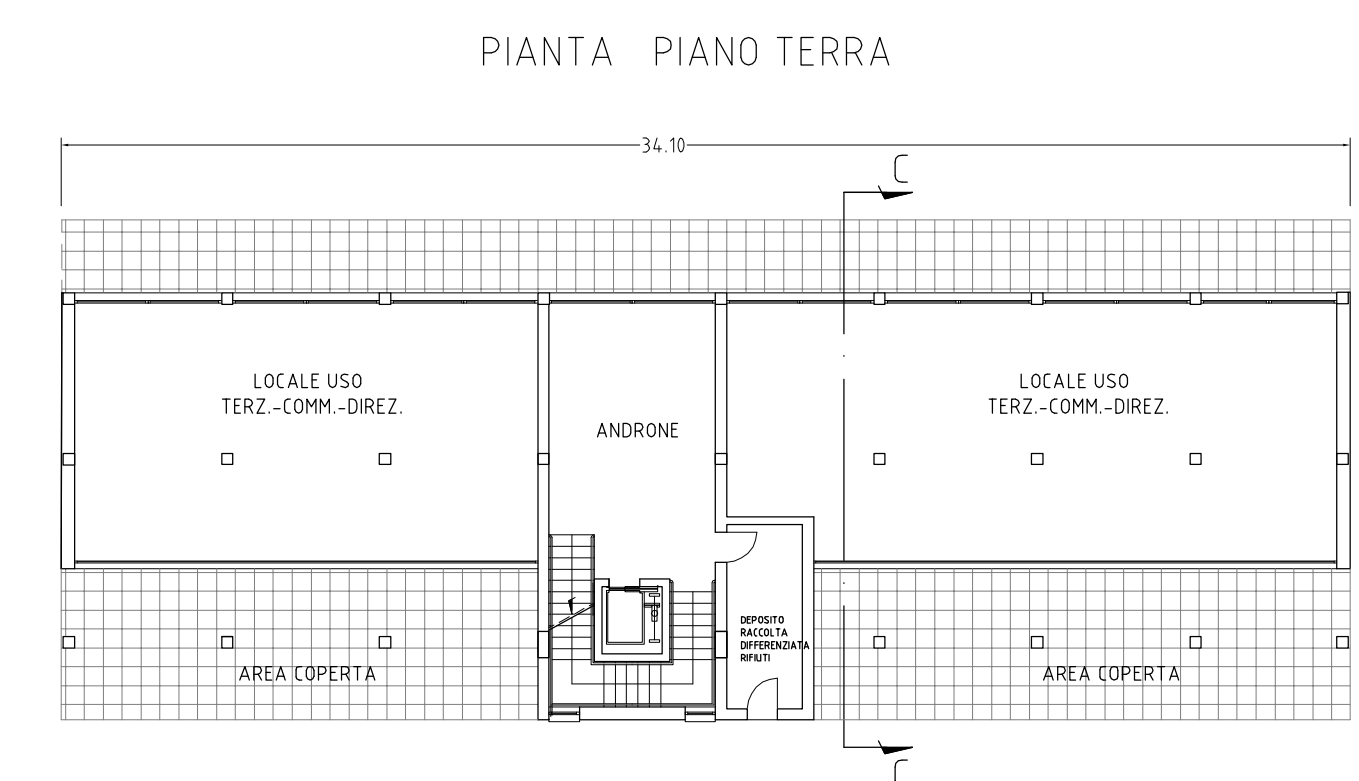 PIANTA PIANO TERRA
34.10
C
LOCALE USO
TERZ.-COMM.-DIREZ.
LOCALE USO
TERZ.-COMM.-DIREZ.
ANDRONE
DEPOSITO
RACCOLTA
DIFFERENZIATA
RIFIUTI
AREA COPERTA
AREA COPERTA